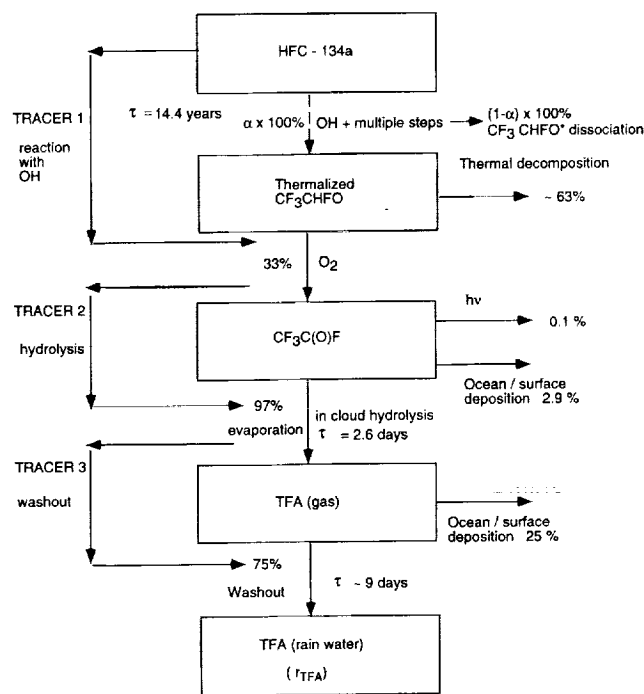 HFC - 134a
TRACER 1
reaction
with
OH
τ = 14.4 years
α x 100%
OH + multiple steps
(1-α) x 100%
CF3 CHFO* dissociation
Thermalized
CF3CHFO
Thermal decomposition
~ 63%
33%
O2
TRACER 2
hydrolysis
CF3C(O)F
hν
0.1 %
Ocean / surface
deposition 2.9 %
97%
evaporation
in cloud hydrolysis
τ = 2.6 days
TRACER 3
washout
TFA (gas)
Ocean / surface
deposition 25 %
75%
Washout
τ ~ 9 days
TFA (rain water)
( rTFA)